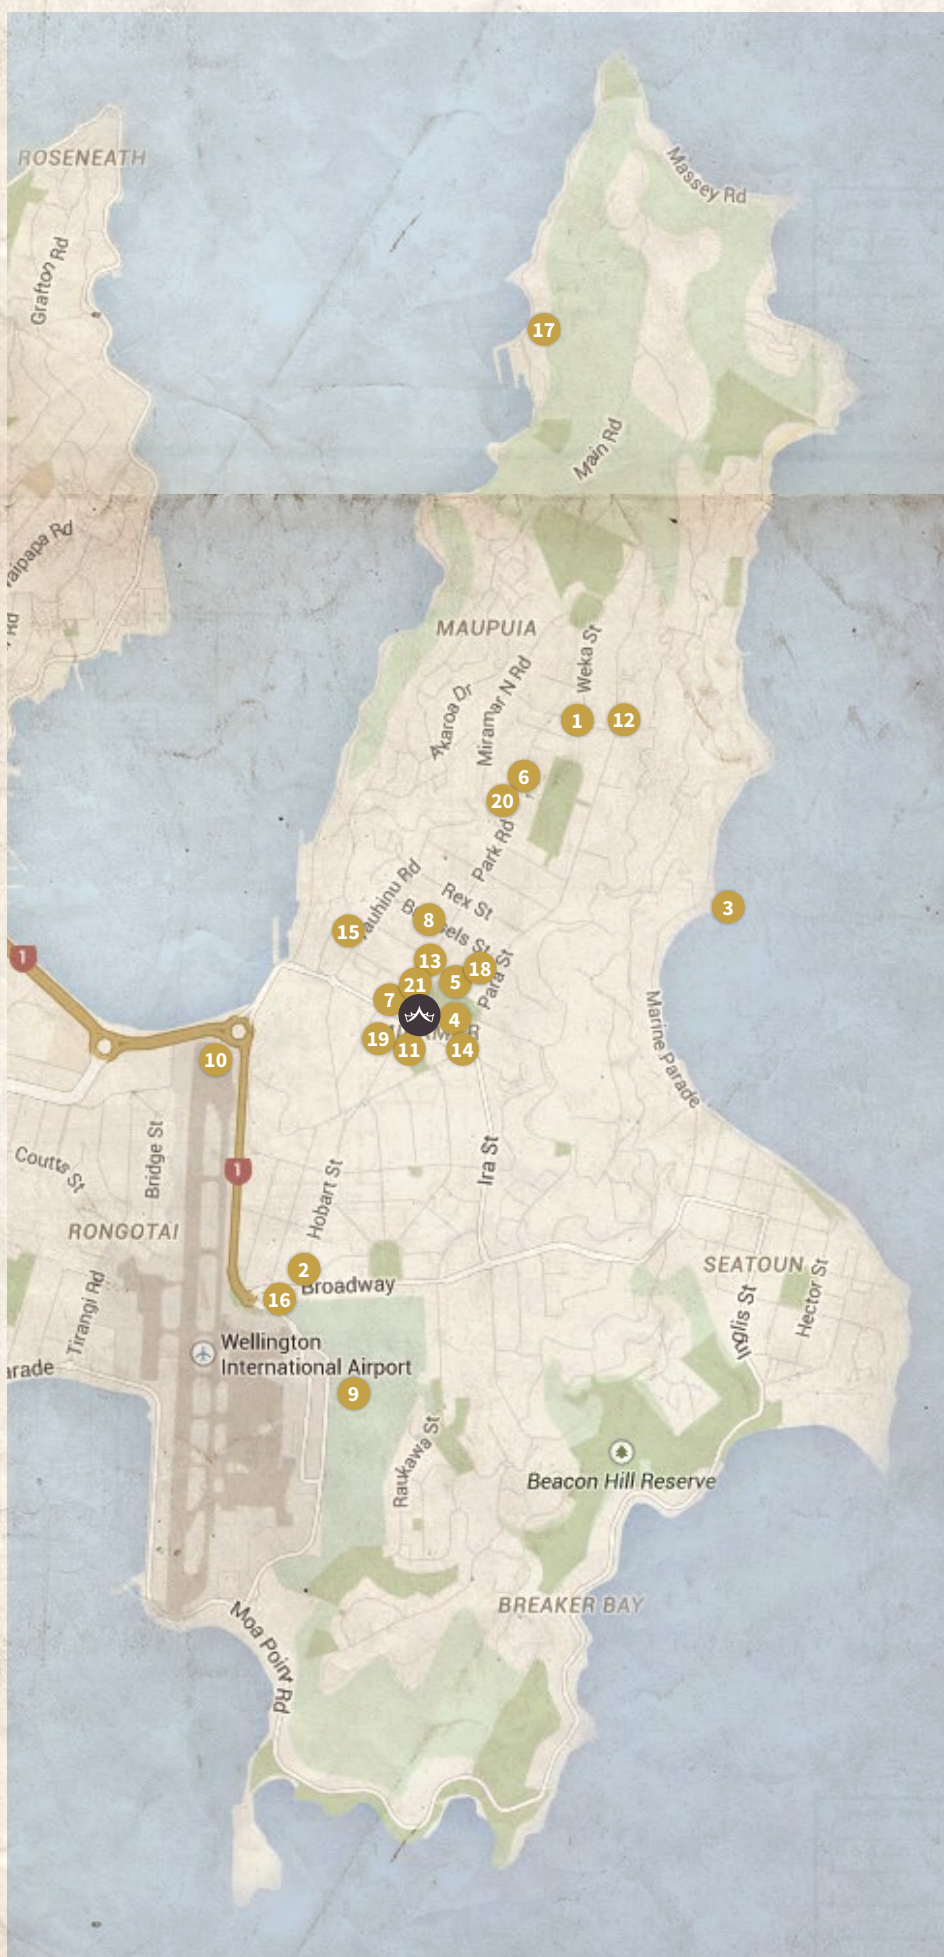 ROSENEATH
Massey Rd
Grafton Rd
17
Main Rd
Rd
MAUPUIA
Weka St
Akaroa Dr
Miramar N Rd
1
12
6
20
Park Rd
Rex St
3
8
15
13
18
5
21
Para St
7
4
19
11
14
1
10
Marine Parade
1
Coutts St
Bridge St
Ira St
Hobart St
RONGOTAI
2
SEATOUN
Broadway
16
Hector St
Inglis St
Tirangi Rd
Wellington
International Airport
9
Raukawa St
Beacon Hill Reserve
BREAKER BAY
Moa Point Rd